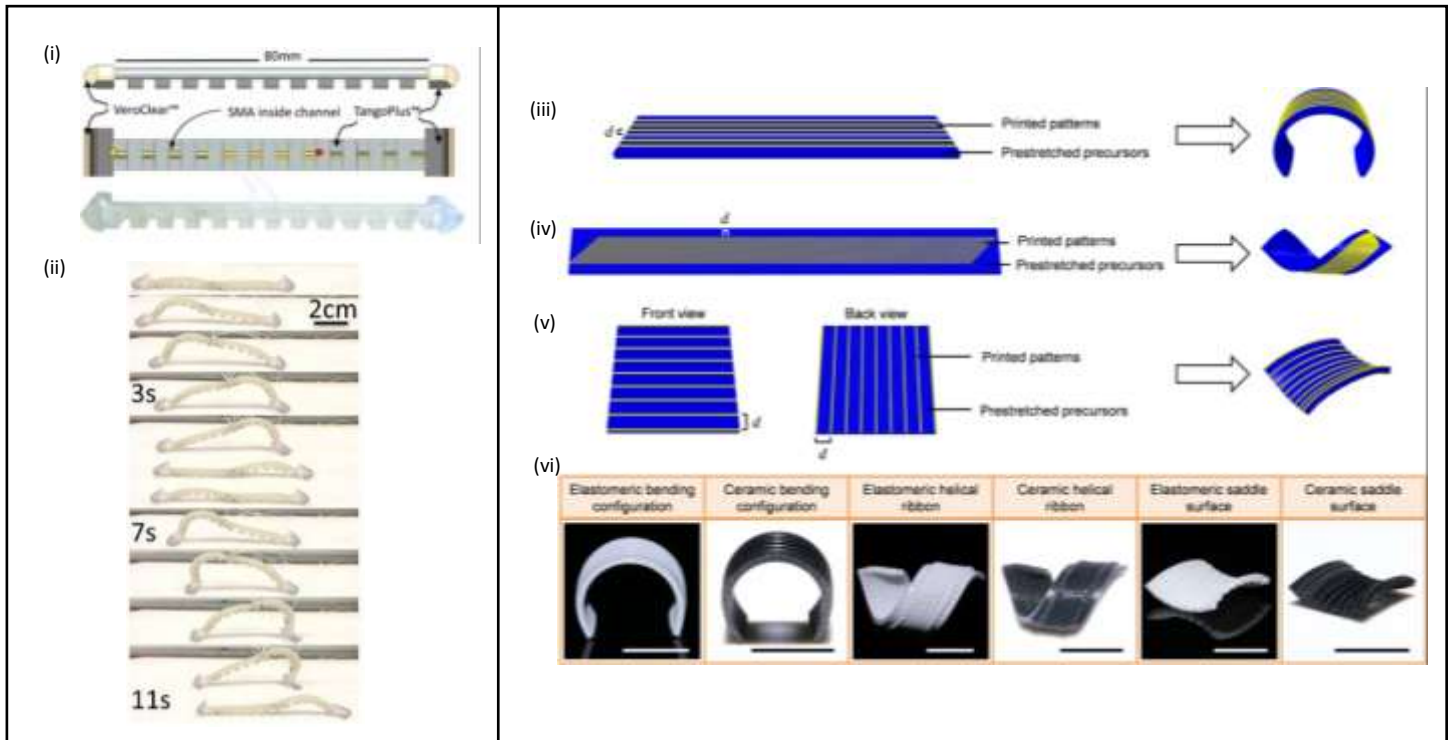 (i)
80mm
VeroClear™
SMA inside channel
TangoPlus™
(ii)
2cm
3s
7s
11s
(iii)
d
Printed patterns
Prestretched precursors
(iv)
d
Printed patterns
Prestretched precursors
(v)
Front view
Back view
Printed patterns
Prestretched precursors
d
d
(vi)
Elastomeric bending
configuration
Ceramic bending
configuration
Elastomeric helical
ribbon
Ceramic helical
ribbon
Elastomeric saddle
surface
Ceramic saddle
surface